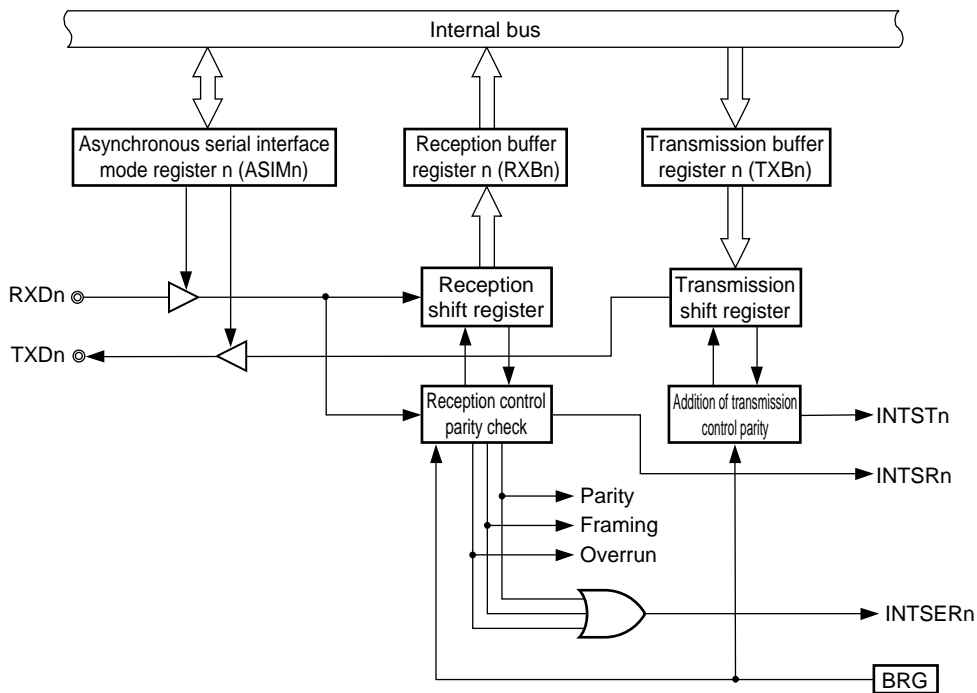 Internal bus
Asynchronous serial interface
mode register n (ASIMn)
Reception buffer
register n (RXBn)
Transmission buffer
register n (TXBn)
RXDn
Reception
shift register
Transmission
shift register
TXDn
Reception control
parity check
Addition of transmission
control parity
INTSTn
INTSRn
Parity
Framing
Overrun
INTSERn
BRG